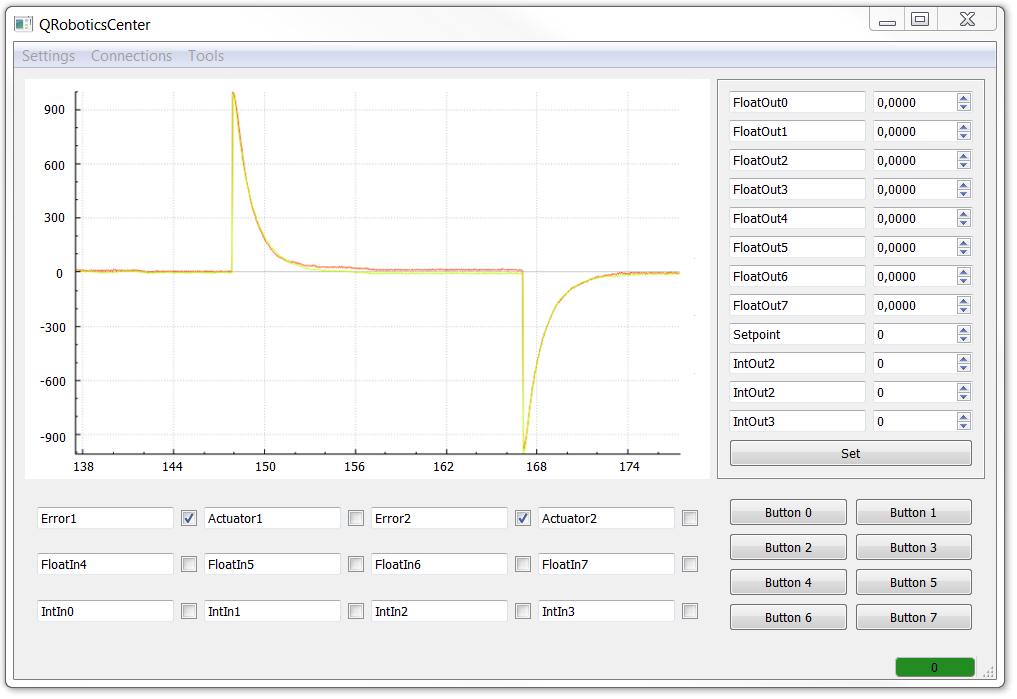 QRoboticsCenter
Settings Connections Tools
900
600
300
0
-300
-600
-900
138 144 150 156 162 168 174
FloatOut0 0,0000
FloatOut1 0,0000
FloatOut2 0,0000
FloatOut3 0,0000
FloatOut4 0,0000
FloatOut5 0,0000
FloatOut6 0,0000
FloatOut7 0,0000
Setpoint 0
IntOut2 0
IntOut2 0
IntOut3 0
Set
Error1 Actuator1 Error2 Actuator2
FloatIn4 FloatIn5 FloatIn6 FloatIn7
IntIn0 IntIn1 IntIn2 IntIn3
Button 0 Button 1
Button 2 Button 3
Button 4 Button 5
Button 6 Button 7
0